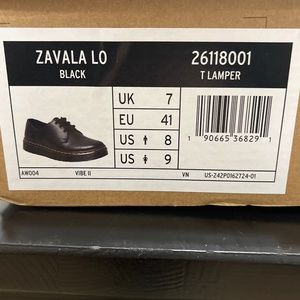 ZAVALA LO
BLACK
26118001
T LAMPER
UK 7
EU 41
US 8
US 9
1 90665 36829 1
AW004 VIBE II VN US-242P0162724-01